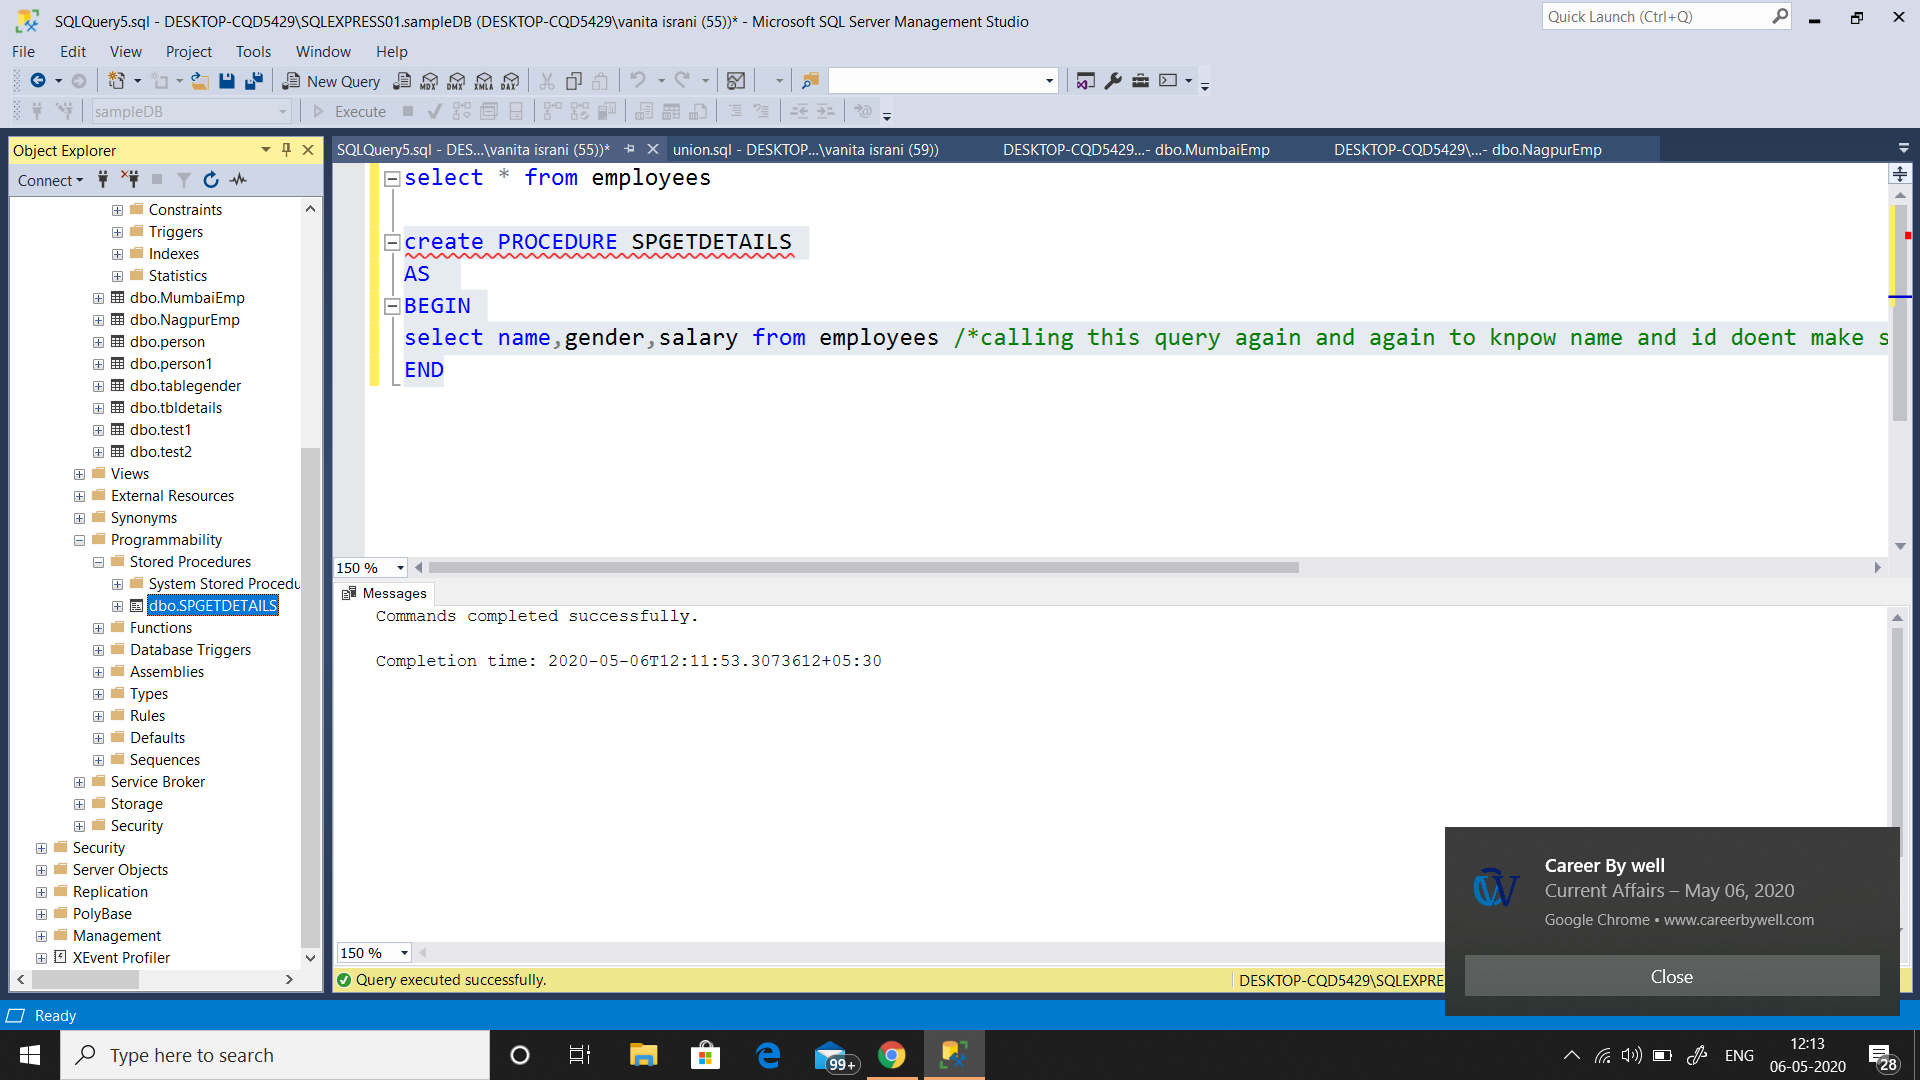 SQLQuery5.sql - DESKTOP-CQD5429\SQLEXPRESS01.sampleDB (DESKTOP-CQD5429\vanita israni (55))* - Microsoft SQL Server Management Studio
Quick Launch (Ctrl+Q)
File Edit View Project Tools Window Help
New Query MDX DMX XMLA DAX
sampleDB Execute
Object Explorer
SQLQuery5.sql - DES...\vanita israni (55))* union.sql - DESKTOP...\vanita israni (59)) DESKTOP-CQD5429...- dbo.MumbaiEmp DESKTOP-CQD5429\...- dbo.NagpurEmp
Connect
Constraints
Triggers
Indexes
Statistics
dbo.MumbaiEmp
dbo.NagpurEmp
dbo.person
dbo.person1
dbo.tablegender
dbo.tbldetails
dbo.test1
dbo.test2
Views
External Resources
Synonyms
Programmability
Stored Procedures
System Stored Procedu
dbo.SPGETDETAILS
Functions
Database Triggers
Assemblies
Types
Rules
Defaults
Sequences
Service Broker
Storage
Security
Security
Server Objects
Replication
PolyBase
Management
XEvent Profiler
select * from employees
create PROCEDURE SPGETDETAILS
AS
BEGIN
select name,gender,salary from employees /*calling this query again and again to knpow name and id doent make s
END
150 %
Messages
Commands completed successfully.
Completion time: 2020-05-06T12:11:53.3073612+05:30
150 %
Query executed successfully.
DESKTOP-CQD5429\SQLEXPRE
Career By well
Current Affairs – May 06, 2020
Google Chrome • www.careerbywell.com
Close
Ready
Type here to search
99+
ENG
12:13
06-05-2020
28